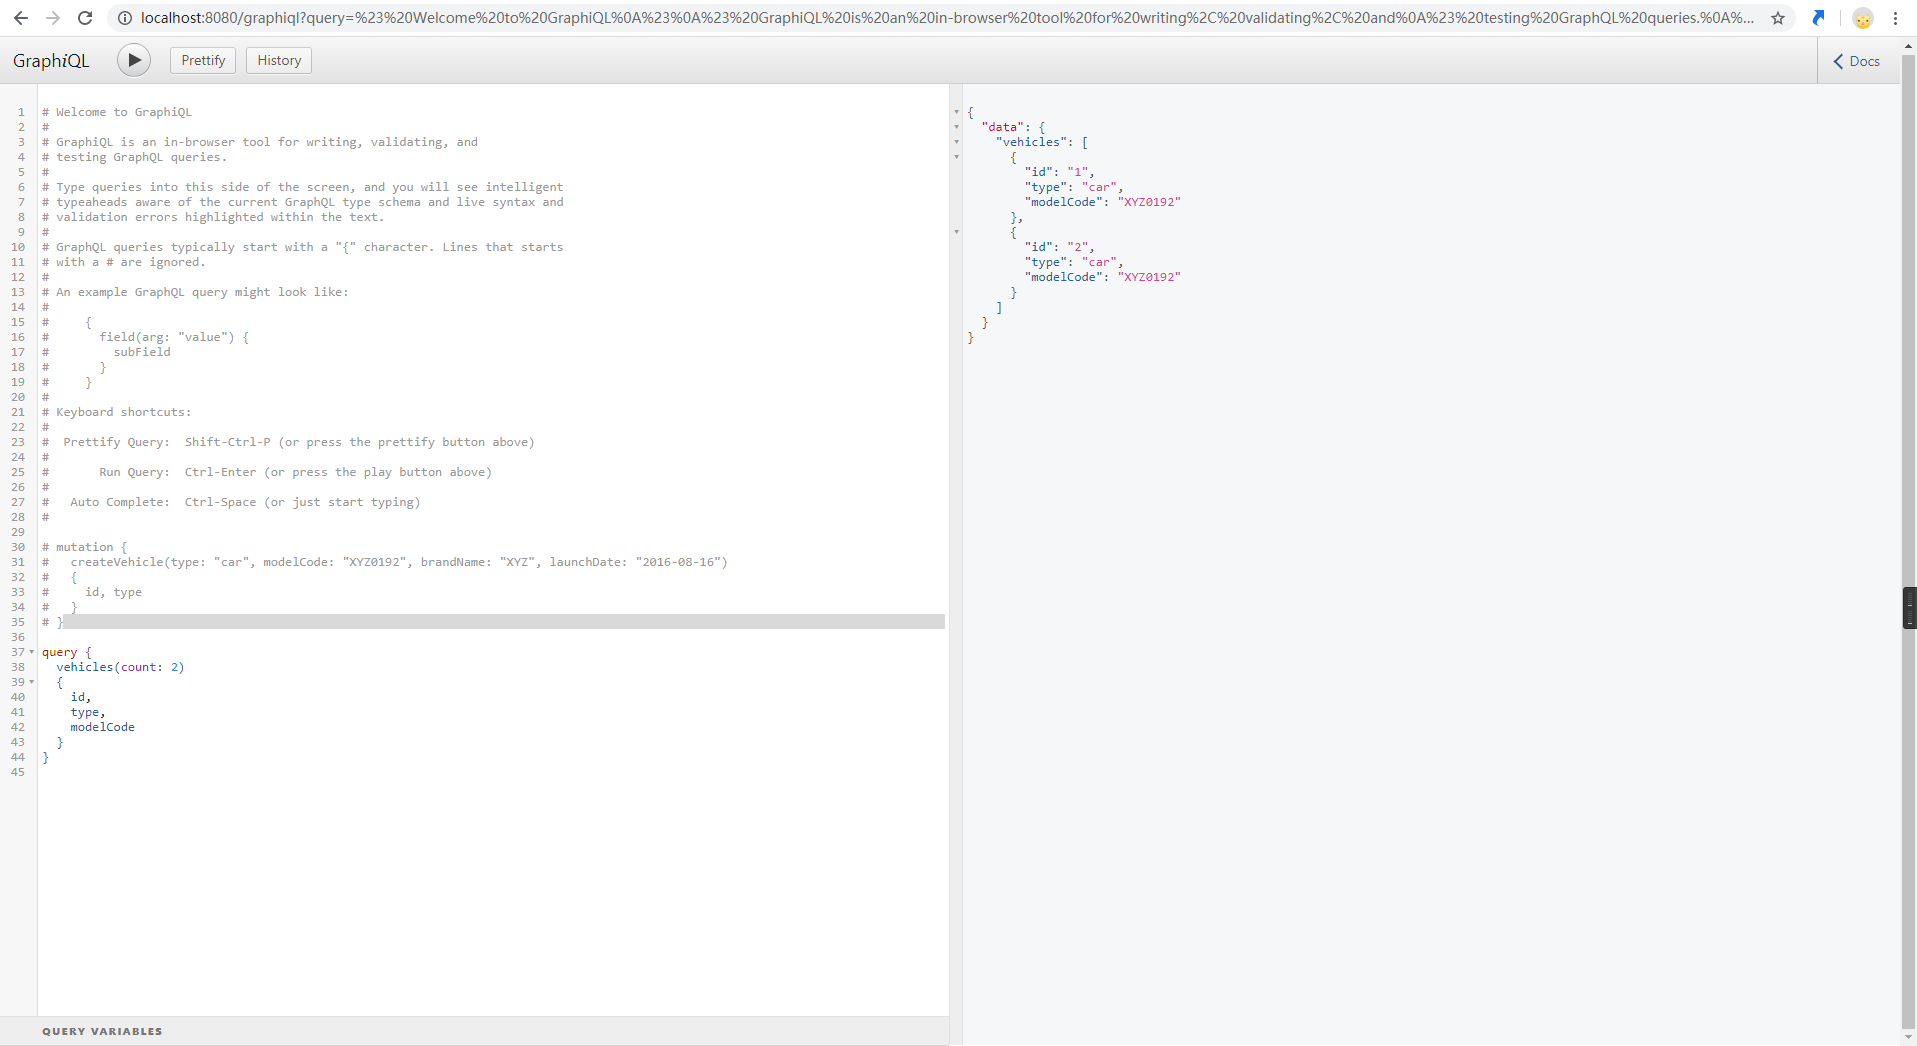 localhost:8080/graphiql?query=%23%20Welcome%20to%20GraphiQL%0A%23%0A%23%20GraphiQL%20is%20an%20in-browser%20tool%20for%20writing%2C%20validating%2C%20and%0A%23%20testing%20GraphQL%20queries.%0A%...
GraphiQL
Prettify
History
Docs
1 # Welcome to GraphiQL
2 #
3 # GraphiQL is an in-browser tool for writing, validating, and
4 # testing GraphQL queries.
5 #
6 # Type queries into this side of the screen, and you will see intelligent
7 # typeaheads aware of the current GraphQL type schema and live syntax and
8 # validation errors highlighted within the text.
9 #
10 # GraphQL queries typically start with a "{" character. Lines that starts
11 # with a # are ignored.
12 #
13 # An example GraphQL query might look like:
14 #
15 #     {
16 #       field(arg: "value") {
17 #         subField
18 #       }
19 #     }
20 #
21 # Keyboard shortcuts:
22 #
23 #  Prettify Query:  Shift-Ctrl-P (or press the prettify button above)
24 #
25 #       Run Query:  Ctrl-Enter (or press the play button above)
26 #
27 #   Auto Complete:  Ctrl-Space (or just start typing)
28 #
29
30 # mutation {
31 #   createVehicle(type: "car", modelCode: "XYZ0192", brandName: "XYZ", launchDate: "2016-08-16")
32 #   {
33 #     id, type
34 #   }
35 # }
36
37 query {
38   vehicles(count: 2)
39   {
40     id,
41     type,
42     modelCode
43   }
44 }
45
QUERY VARIABLES
{
  "data": {
    "vehicles": [
      {
        "id": "1",
        "type": "car",
        "modelCode": "XYZ0192"
      },
      {
        "id": "2",
        "type": "car",
        "modelCode": "XYZ0192"
      }
    ]
  }
}